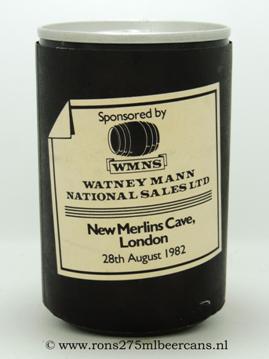 Sponsored by
WMNS
WATNEY MANN
NATIONAL SALES LTD
New Merlins Cave,
London
28th August 1982
©www.rons275mlbeercans.nl